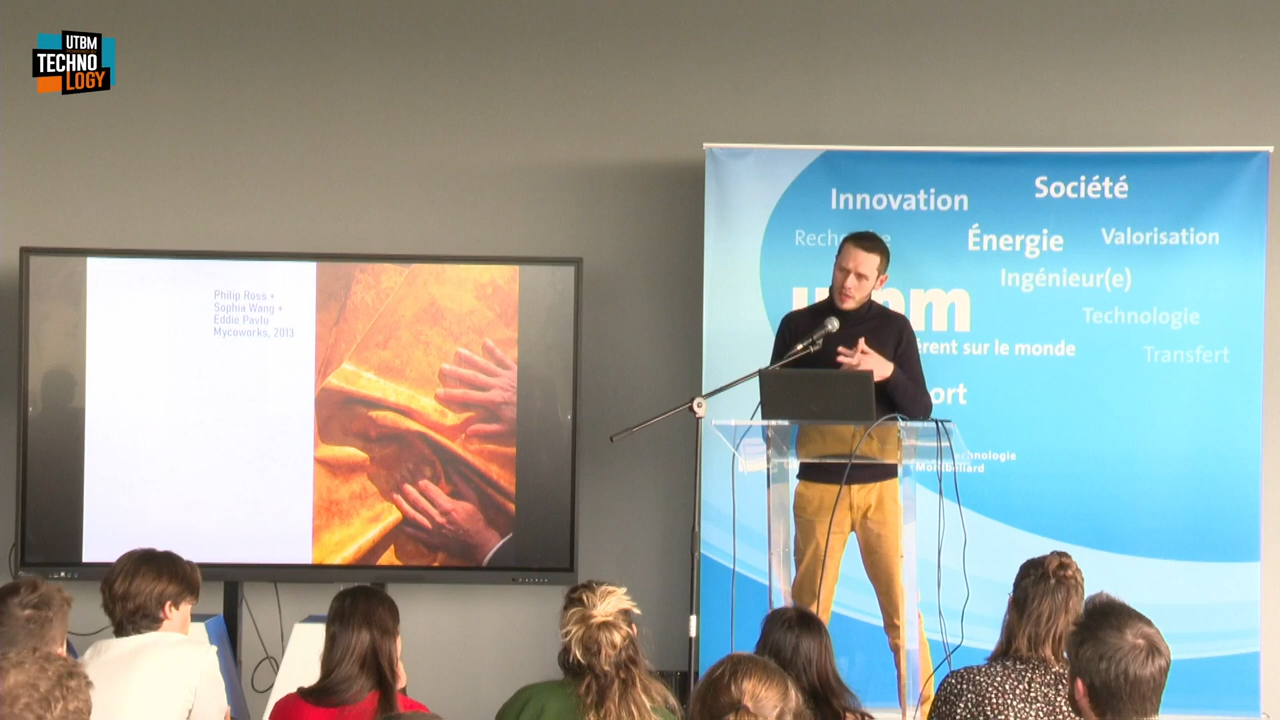 UTBM
TECHNO
LOGY
Philip Ross +
Sophia Wang +
Eddie Pavlu
Mycoworks, 2013
Innovation
Société
Énergie
Valorisation
Ingénieur(e)
Technologie
sur le monde
Transfert